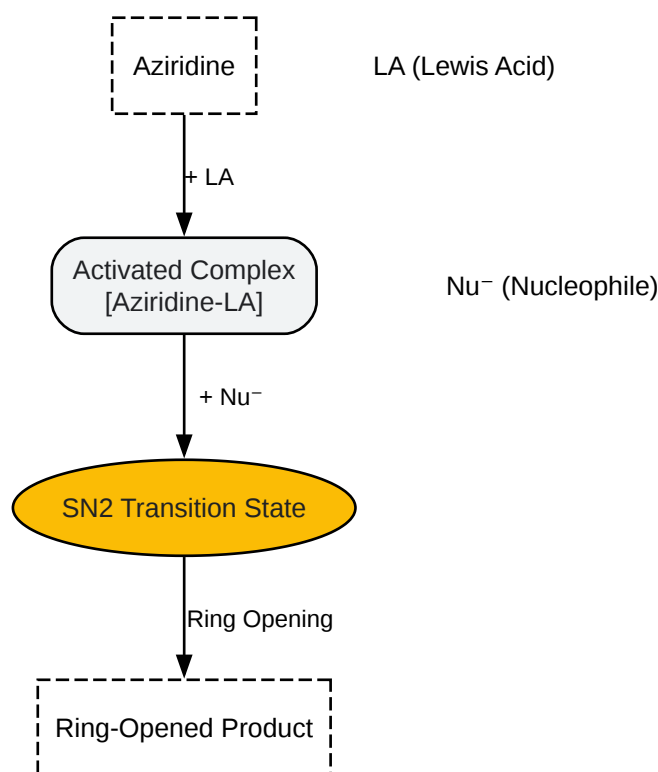 Aziridine
LA (Lewis Acid)
+ LA
Activated Complex
[Aziridine-LA]
Nu⁻ (Nucleophile)
+ Nu⁻
SN2 Transition State
Ring Opening
Ring-Opened Product